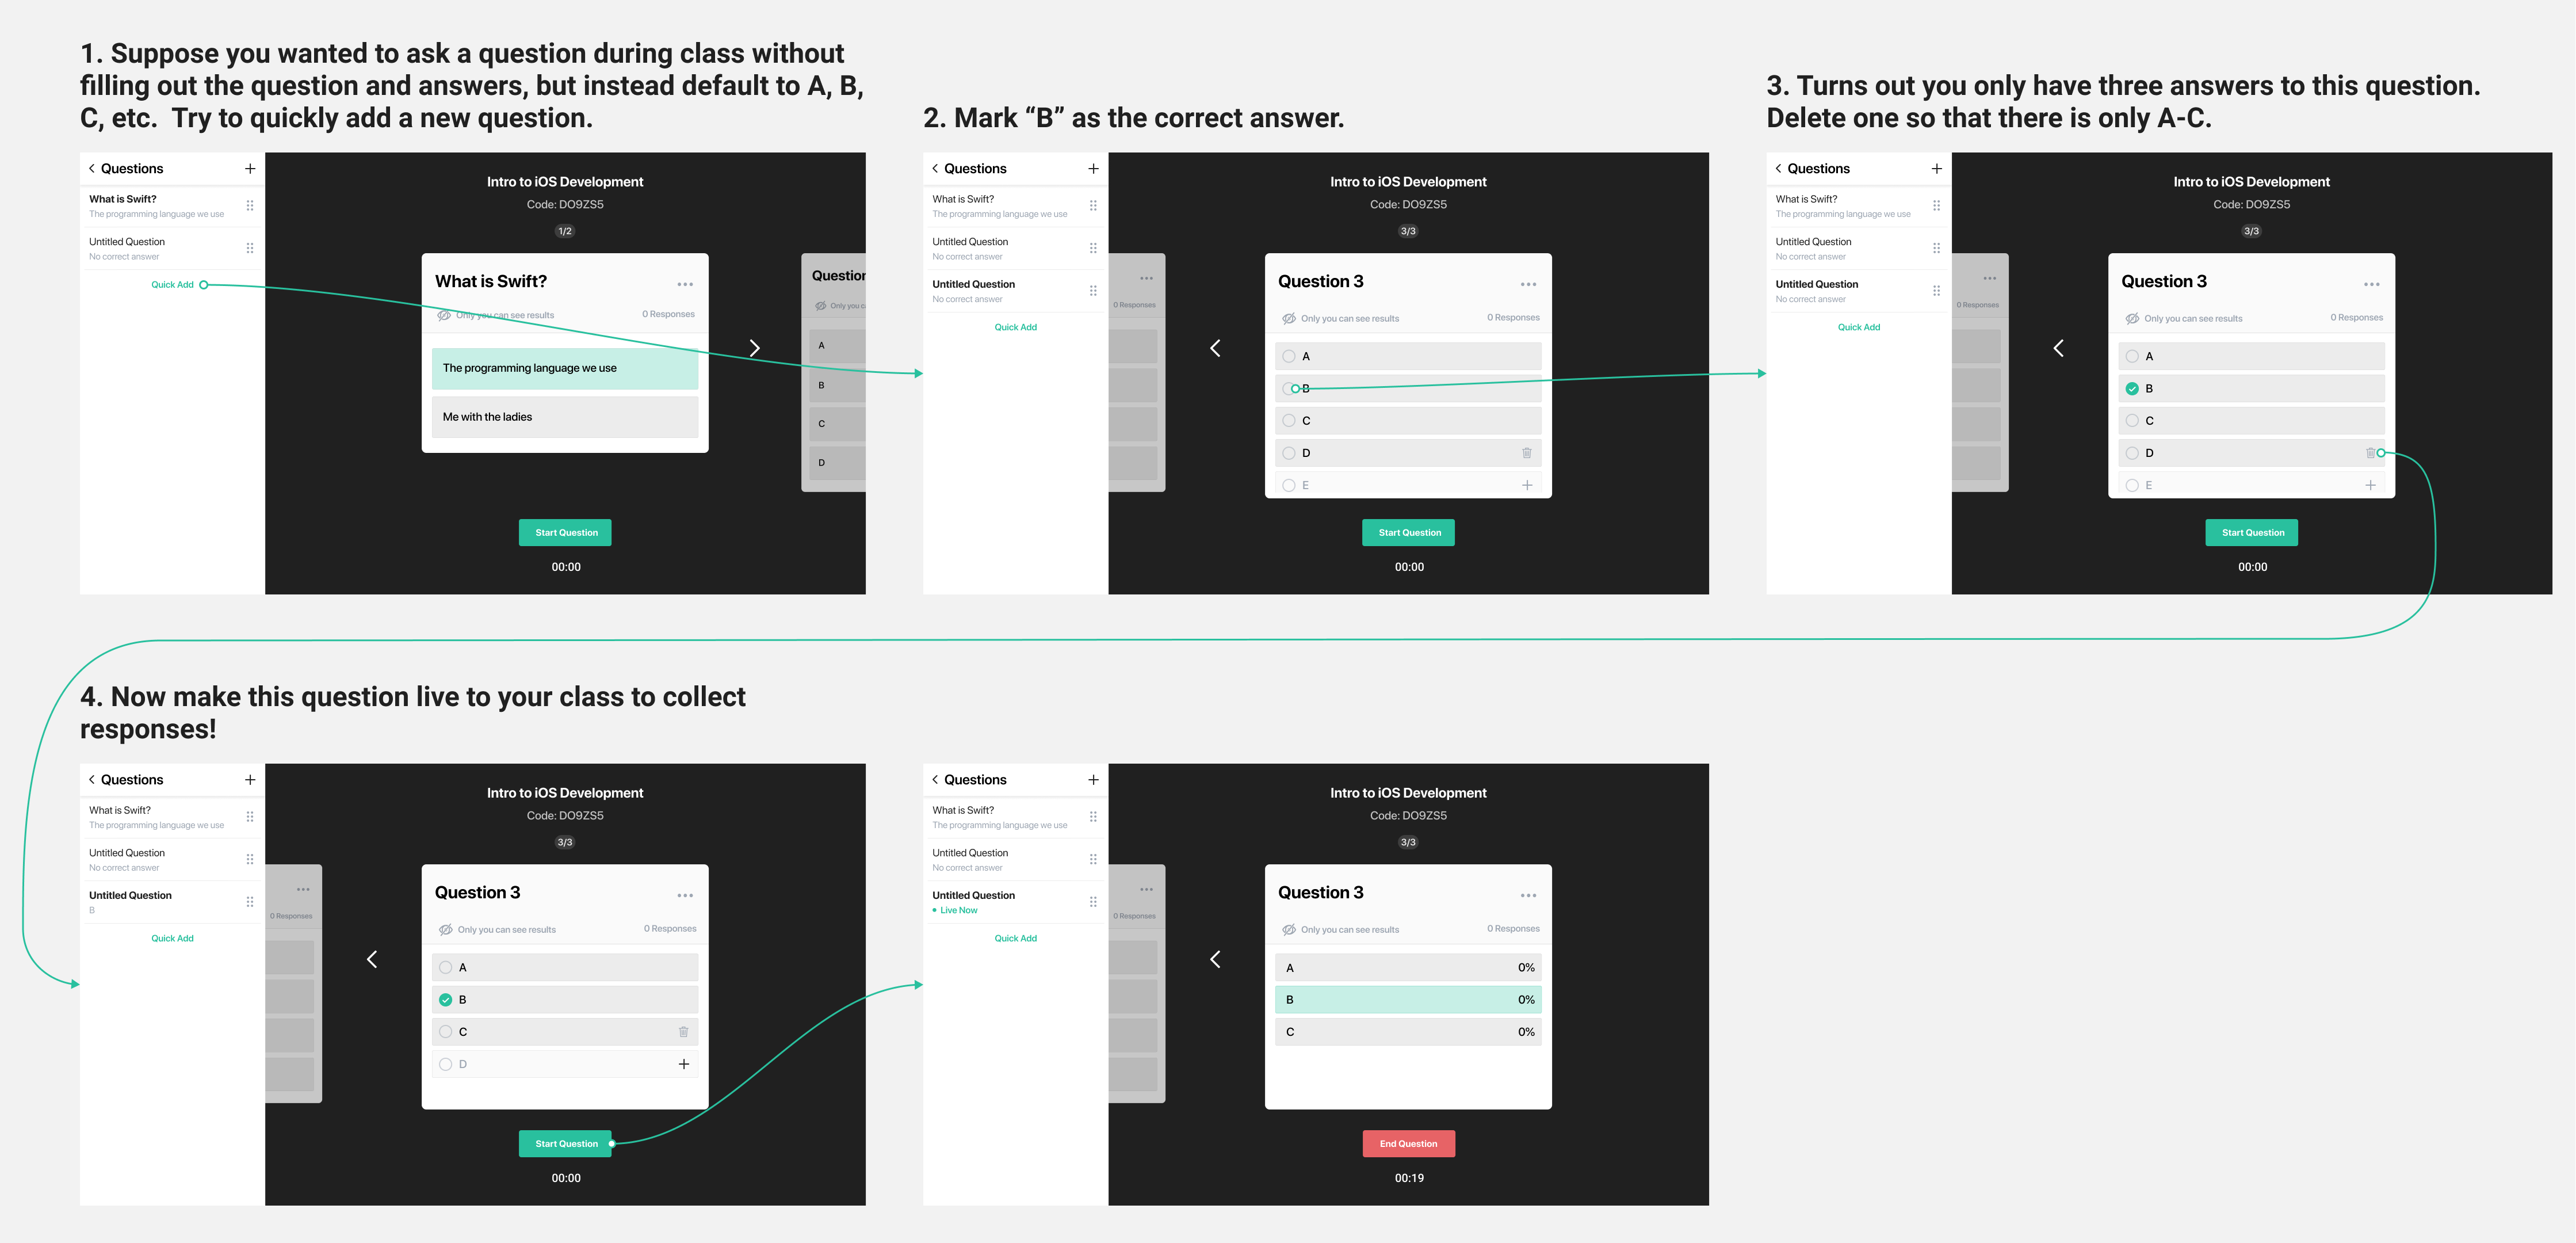 1. Suppose you wanted to ask a question during class without
filling out the question and answers, but instead default to A, B,
C, etc.  Try to quickly add a new question.
Questions
What is Swift?
The programming language we use
Untitled Question
No correct answer
Quick Add
Intro to iOS Development
Code: DO9ZS5
1/2
What is Swift?
Only you can see results
0 Responses
The programming language we use
Me with the ladies
Start Question
00:00
Question
Only you c
A
B
C
D
2. Mark “B” as the correct answer.
Questions
What is Swift?
The programming language we use
Untitled Question
No correct answer
Untitled Question
No correct answer
Quick Add
0 Responses
Intro to iOS Development
Code: DO9ZS5
3/3
Question 3
Only you can see results
0 Responses
A
B
C
D
E
Start Question
00:00
3. Turns out you only have three answers to this question.
Delete one so that there is only A-C.
Questions
What is Swift?
The programming language we use
Untitled Question
No correct answer
Untitled Question
No correct answer
Quick Add
0 Responses
Intro to iOS Development
Code: DO9ZS5
3/3
Question 3
Only you can see results
0 Responses
A
B
C
D
E
Start Question
00:00
4. Now make this question live to your class to collect
responses!
Questions
What is Swift?
The programming language we use
Untitled Question
No correct answer
Untitled Question
B
Quick Add
0 Responses
Intro to iOS Development
Code: DO9ZS5
3/3
Question 3
Only you can see results
0 Responses
A
B
C
D
Start Question
00:00
Questions
What is Swift?
The programming language we use
Untitled Question
No correct answer
Untitled Question
Live Now
Quick Add
0 Responses
Intro to iOS Development
Code: DO9ZS5
3/3
Question 3
Only you can see results
0 Responses
A 0%
B 0%
C 0%
End Question
00:19